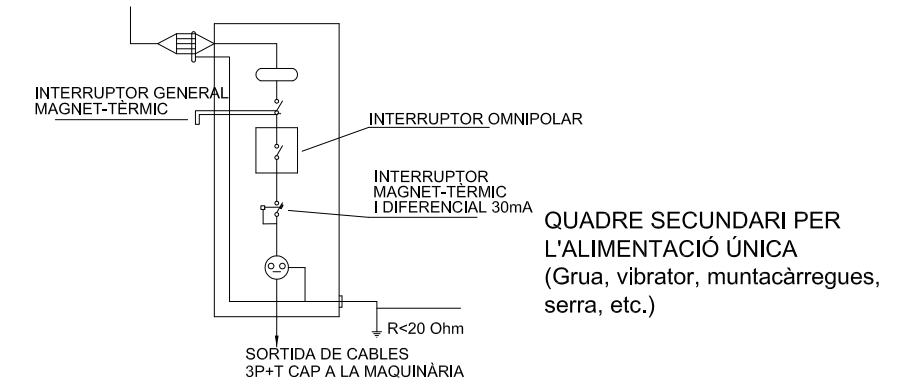 INTERRUPTOR GENERAL
MAGNET-TÈRMIC
INTERRUPTOR OMNIPOLAR
INTERRUPTOR
MAGNET-TÈRMIC
I DIFERENCIAL 30mA
QUADRE SECUNDARI PER
L'ALIMENTACIÓ ÚNICA
(Grua, vibrator, muntacàrregues,
serra, etc.)
R<20 Ohm
SORTIDA DE CABLES
3P+T CAP A LA MAQUINÀRIA